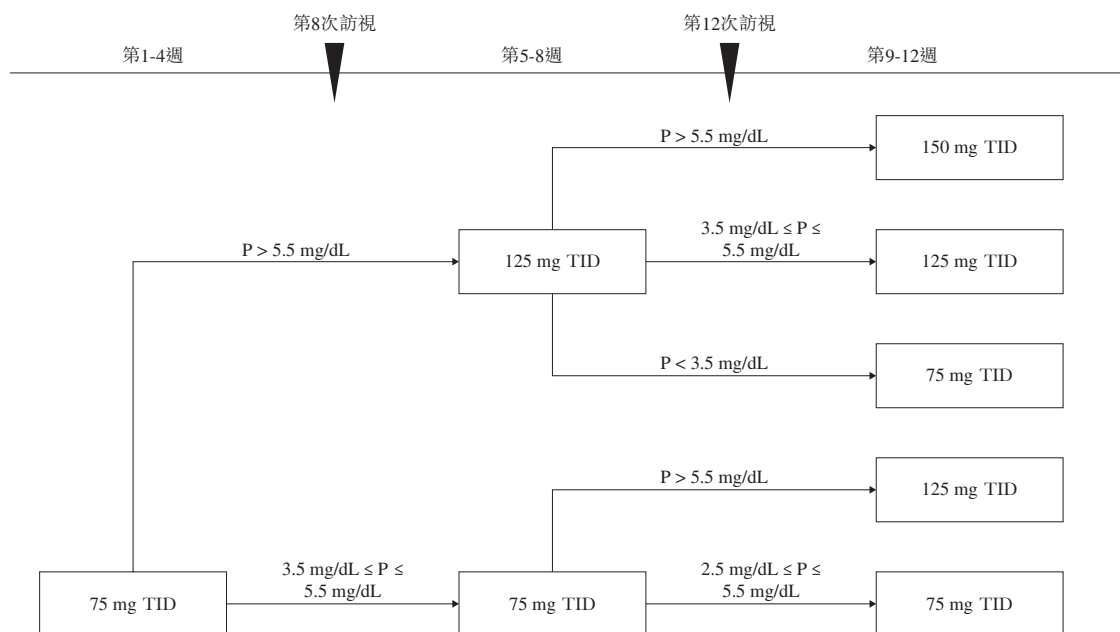 第8次訪視
第12次訪視
第1-4週
第5-8週
第9-12週
P > 5.5 mg/dL
150 mg TID
P > 5.5 mg/dL
125 mg TID
3.5 mg/dL ≤ P ≤
5.5 mg/dL
125 mg TID
P < 3.5 mg/dL
75 mg TID
P > 5.5 mg/dL
125 mg TID
75 mg TID
3.5 mg/dL ≤ P ≤
5.5 mg/dL
75 mg TID
2.5 mg/dL ≤ P ≤
5.5 mg/dL
75 mg TID